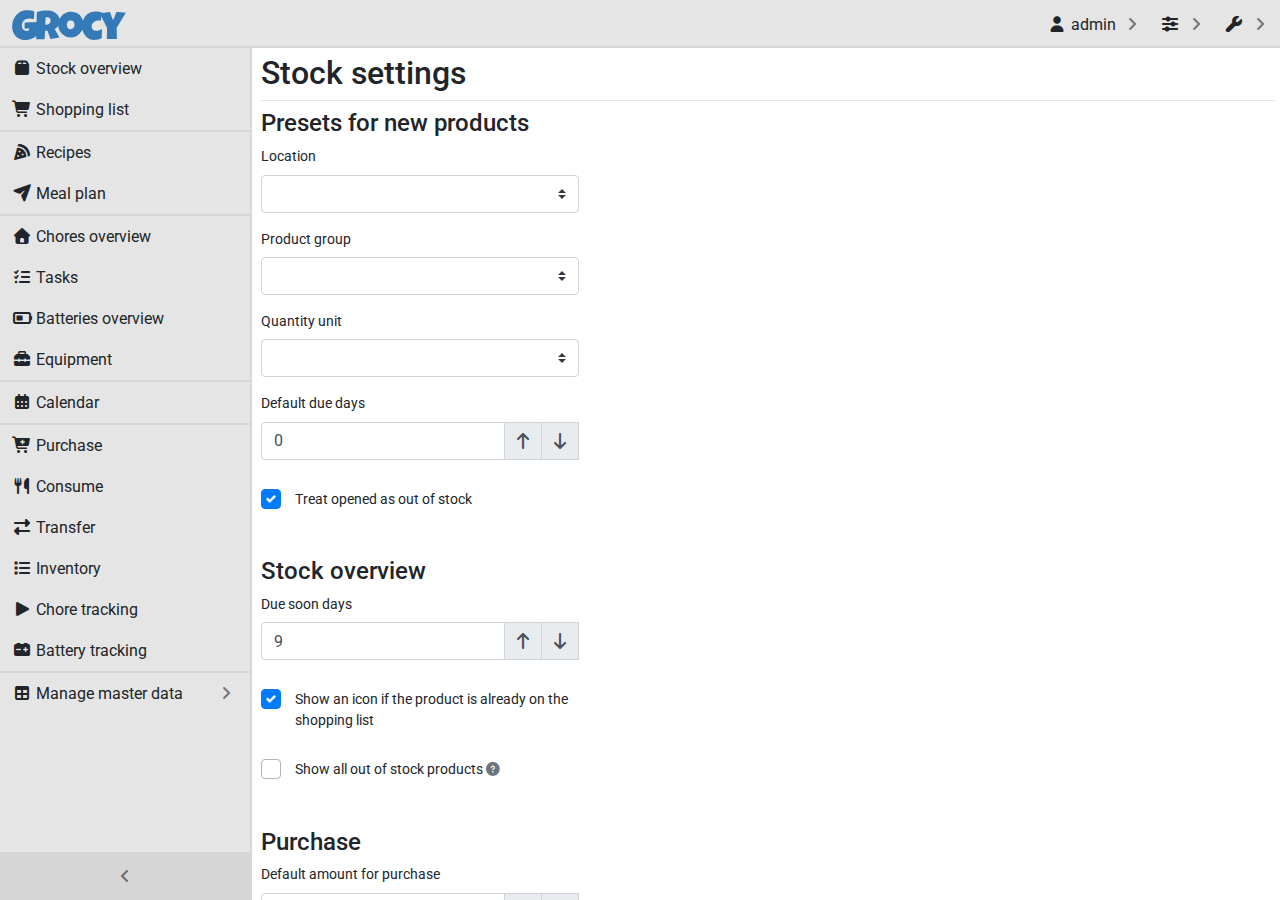 GROCY
admin
Stock overview
Shopping list
Recipes
Meal plan
Chores overview
Tasks
Batteries overview
Equipment
Calendar
Purchase
Consume
Transfer
Inventory
Chore tracking
Battery tracking
Manage master data
Stock settings
Presets for new products
Location
Product group
Quantity unit
Default due days
0
Treat opened as out of stock
Stock overview
Due soon days
9
Show an icon if the product is already on the
shopping list
Show all out of stock products ?
Purchase
Default amount for purchase